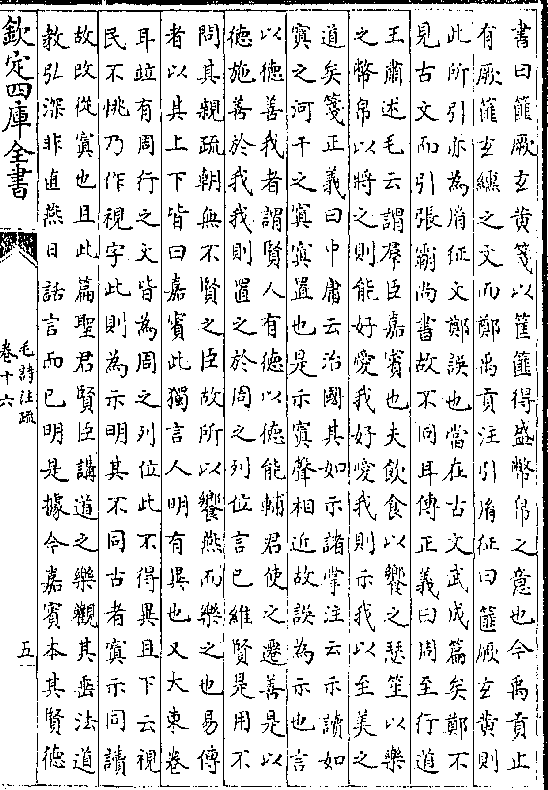 書曰篚厥𤣥黄箋以筐篚得盛幣帛之意也今禹貢止
有厥篚𤣥纁之文而鄭禹貢注引𦙍征曰篚厥𤣥黄則
此所引亦為𦙍征文鄭誤也當在古文武成篇矣鄭不
見古文而引張霸尚書故不同耳傳正義曰周至行道
王肅述毛云謂羣臣嘉賓也夫飲食以饗之瑟笙以樂
之幣帛以將之則能好愛我好愛我則示我以至美之
道矣箋正義曰中庸云治國其如示諸掌注云示讀如
寘之河干之寘寘置也是示寘聲相近故誤為示也言
以德善我者謂賢人有德以德能輔君使之遷善是以
德施善於我我則置之於周之列位言已維賢是用不
問其親疏朝無不賢之臣故所以饗燕而樂之也易傳
者以其上下皆曰嘉賓此獨言人明有異也又大東卷
耳竝有周行之文皆為周之列位此不得異且下云視
民不恌乃作視字此則為示明其不同古者寘示同讀
故改從寘也且此篇聖君賢臣講道之樂觀其垂法道
教弘深非直燕日話言而已明是據今嘉賓本其賢德
欽定四庫全書
毛詩注疏
卷十六
五